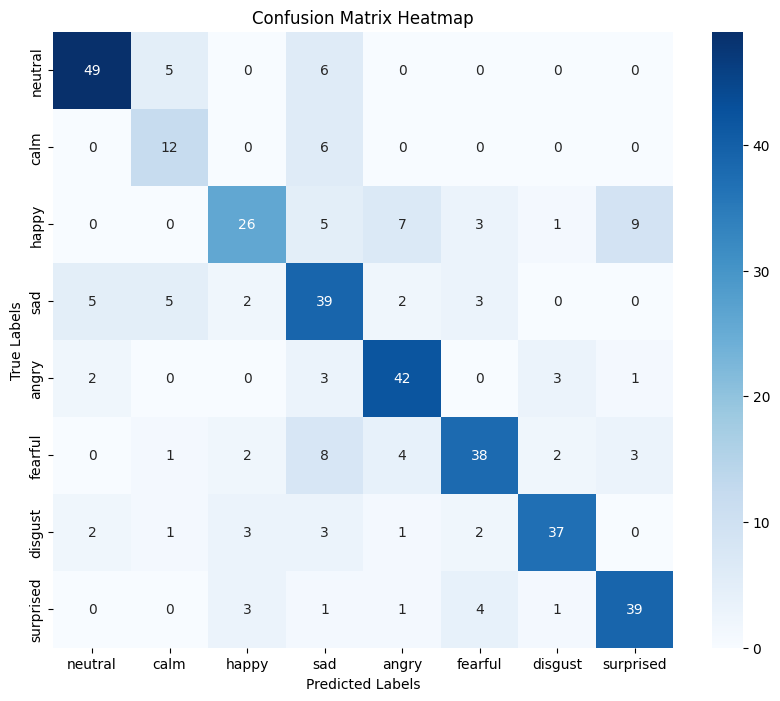 Confusion Matrix Heatmap
neutral 49 5 0 6 0 0 0 0
calm 0 12 0 6 0 0 0 0
happy 0 0 26 5 7 3 1 9
sad 5 5 2 39 2 3 0 0
angry 2 0 0 3 42 0 3 1
fearful 0 1 2 8 4 38 2 3
disgust 2 1 3 3 1 2 37 0
surprised 0 0 3 1 1 4 1 39
neutral calm happy sad angry fearful disgust surprised
Predicted Labels
True Labels
40
30
20
10
0